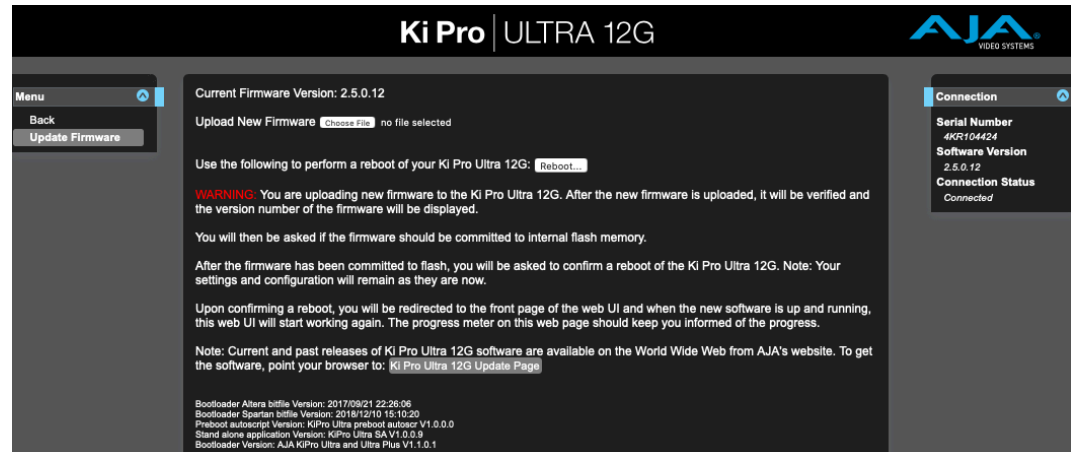 Ki Pro ULTRA 12G
AJA
VIDEO SYSTEMS
Menu
Back
Update Firmware
Current Firmware Version: 2.5.0.12
Upload New Firmware Choose File no file selected
Use the following to perform a reboot of your Ki Pro Ultra 12G: Reboot...
WARNING: You are uploading new firmware to the Ki Pro Ultra 12G. After the new firmware is uploaded, it will be verified and
the version number of the firmware will be displayed.
You will then be asked if the firmware should be committed to internal flash memory.
After the firmware has been committed to flash, you will be asked to confirm a reboot of the Ki Pro Ultra 12G. Note: Your
settings and configuration will remain as they are now.
Upon confirming a reboot, you will be redirected to the front page of the web UI and when the new software is up and running,
this web UI will start working again. The progress meter on this web page should keep you informed of the progress.
Note: Current and past releases of Ki Pro Ultra 12G software are available on the World Wide Web from AJA's website. To get
the software, point your browser to: Ki Pro Ultra 12G Update Page
Bootloader Altera bitfile Version: 2017/09/21 22:26:06
Bootloader Spartan bitfile Version: 2018/12/10 15:10:20
Preboot autoscript Version: KiPro Ultra preboot autoscr V1.0.0.0
Stand alone application Version: KiPro Ultra SA V1.0.0.9
Bootloader Version: AJA KiPro Ultra and Ultra Plus V1.1.0.1
Connection
Serial Number
4KR104424
Software Version
2.5.0.12
Connection Status
Connected